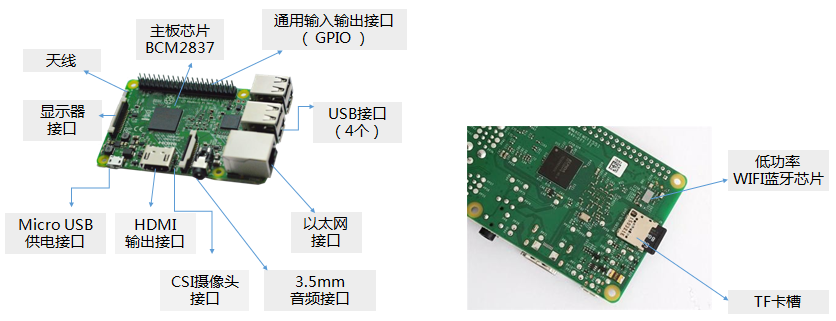 主板芯片
BCM2837
通用输入输出接口
（ GPIO ）
天线
显示器
接口
USB接口
（4个）
Micro USB
供电接口
HDMI
输出接口
以太网
接口
CSI摄像头
接口
3.5mm
音频接口
低功率
WIFI蓝牙芯片
TF卡槽